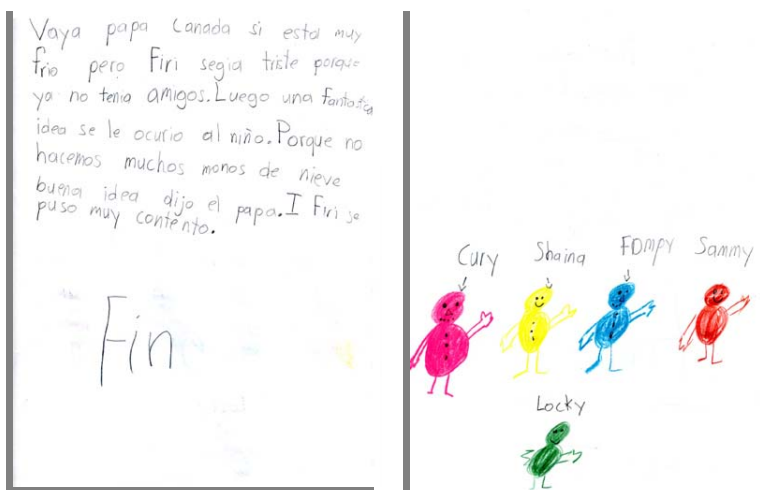 Vaya papa Canada si esta muy
frio pero Firi segia triste porque
ya no tenia amigos. Luego una fantastica
idea se le ocurio al niño. Porque no
hacemos muchos monos de nieve
buena idea dijo el papa. I Firi se
puso muy contento.
Fin
Cury Shaina FOmpy Sammy
Locky